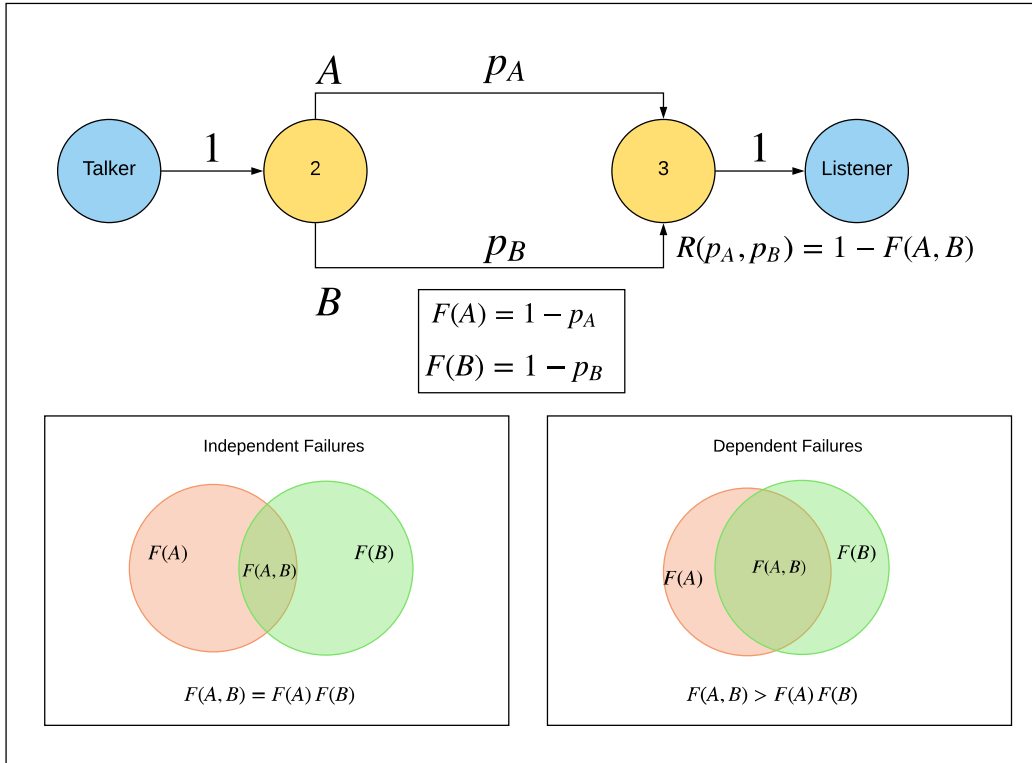 A
p_A
Talker
1
2
3
1
Listener
p_B
R(p_A, p_B) = 1 − F(A, B)
B
F(A) = 1 − p_A
F(B) = 1 − p_B
Independent Failures
F(A)
F(A, B)
F(B)
F(A, B) = F(A) F(B)
Dependent Failures
F(A)
F(A, B)
F(B)
F(A, B) > F(A) F(B)